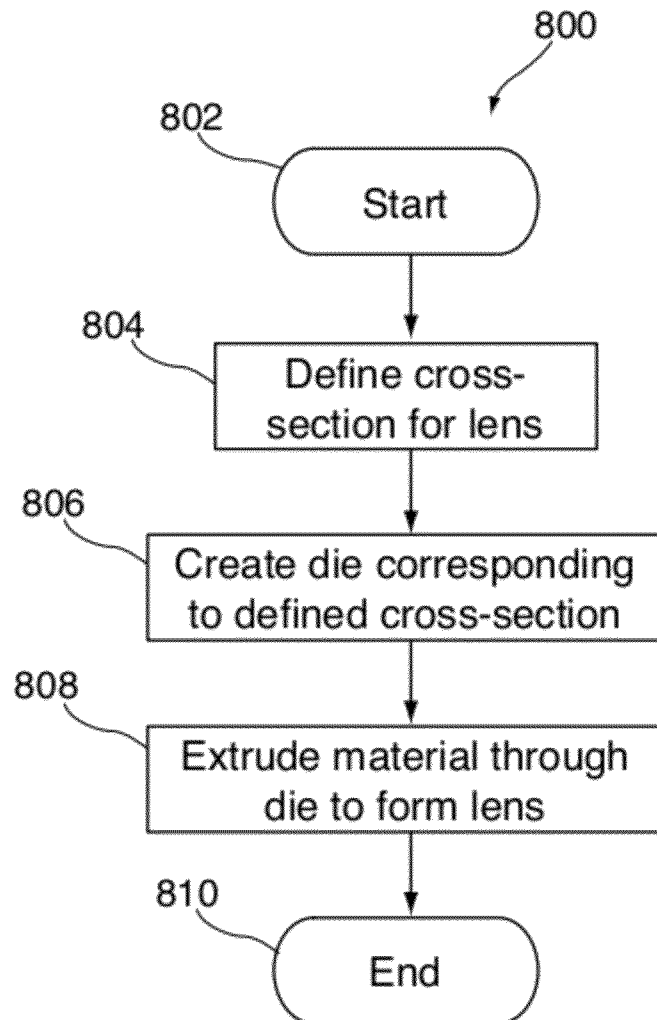 800
802
Start
804
Define cross-
section for lens
806
Create die corresponding
to defined cross-section
808
Extrude material through
die to form lens
810
End